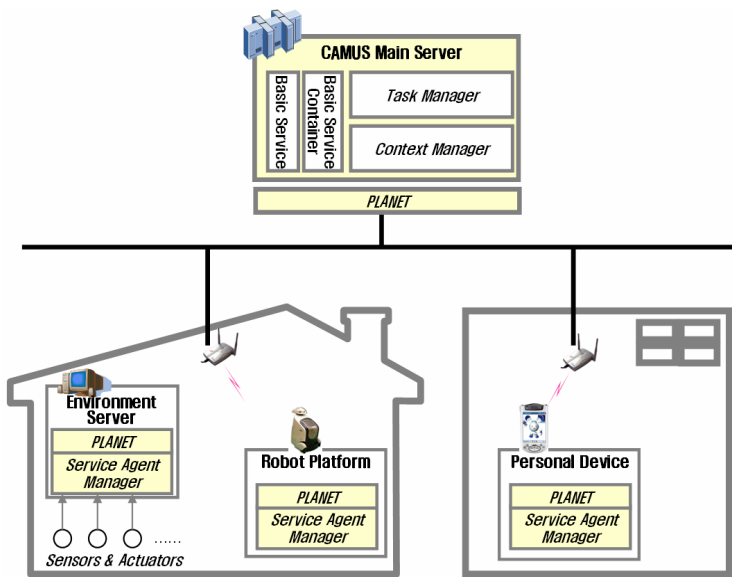 CAMUS Main Server
Basic Service
Basic Service
Container
Task Manager
Context Manager
PLANET
Environment
Server
PLANET
Service Agent
Manager
......
Sensors & Actuators
Robot Platform
PLANET
Service Agent
Manager
Personal Device
PLANET
Service Agent
Manager